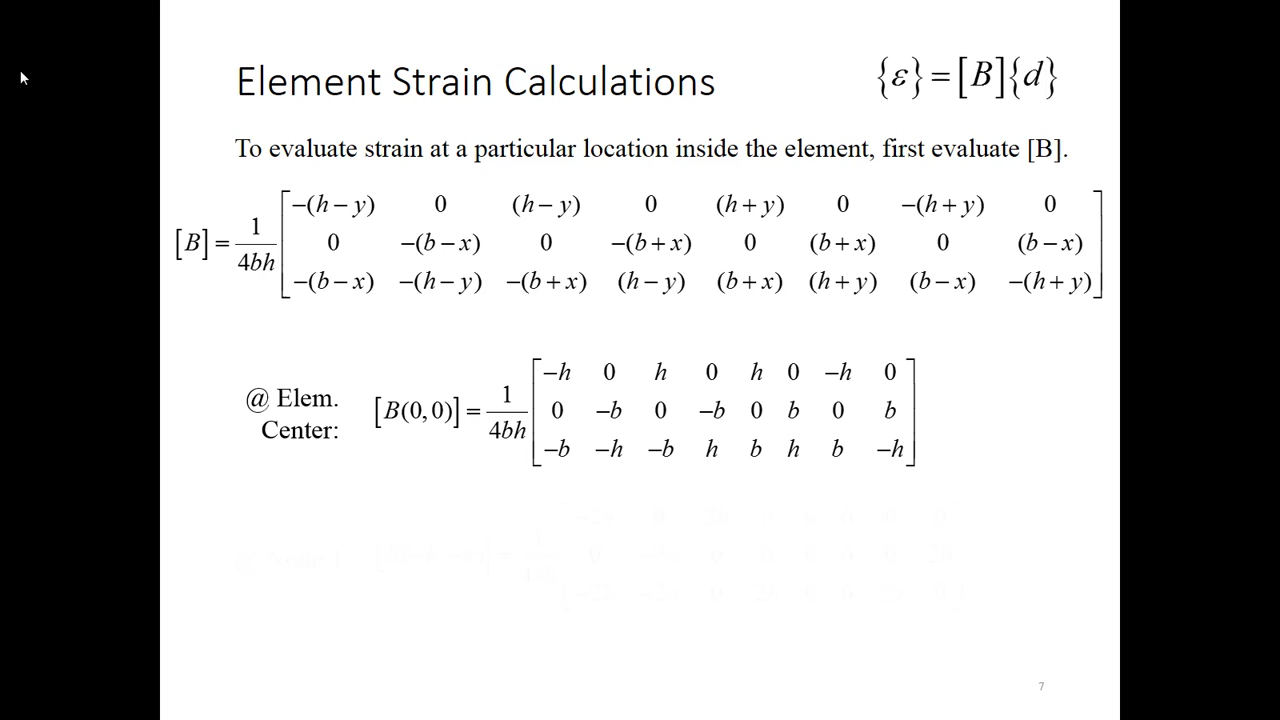 Element Strain Calculations
{ε} = [B]{d}
To evaluate strain at a particular location inside the element, first evaluate [B].
[B] = 1/4bh [
−(h − y) 0 (h − y) 0 (h + y) 0 −(h + y) 0
0 −(b − x) 0 −(b + x) 0 (b + x) 0 (b − x)
−(b − x) −(h − y) −(b + x) (h − y) (b + x) (h + y) (b − x) −(h + y) ]
@ Elem.
Center:
[B(0,0)] = 1/4bh [
−h 0 h 0 h 0 −h 0
0 −b 0 −b 0 b 0 b
−b −h −b h b h b −h ]
7